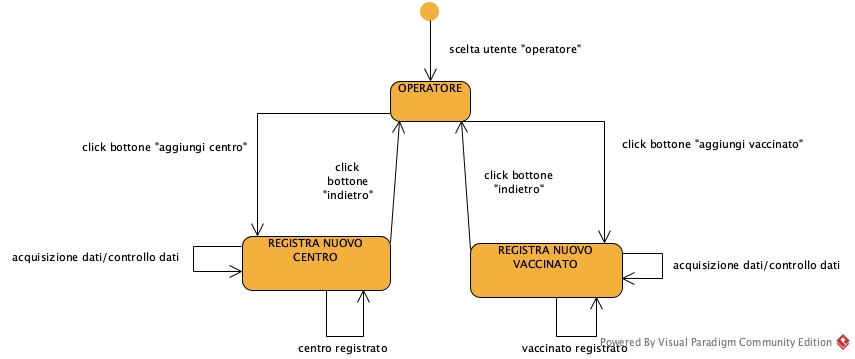 scelta utente "operatore"
OPERATORE
click bottone "aggiungi centro"
click bottone "aggiungi vaccinato"
click
bottone
"indietro"
click bottone
"indietro"
REGISTRA NUOVO
CENTRO
REGISTRA NUOVO
VACCINATO
acquisizione dati/controllo dati
acquisizione dati/controllo dati
centro registrato
vaccinato registrato
Powered By Visual Paradigm Community Edition